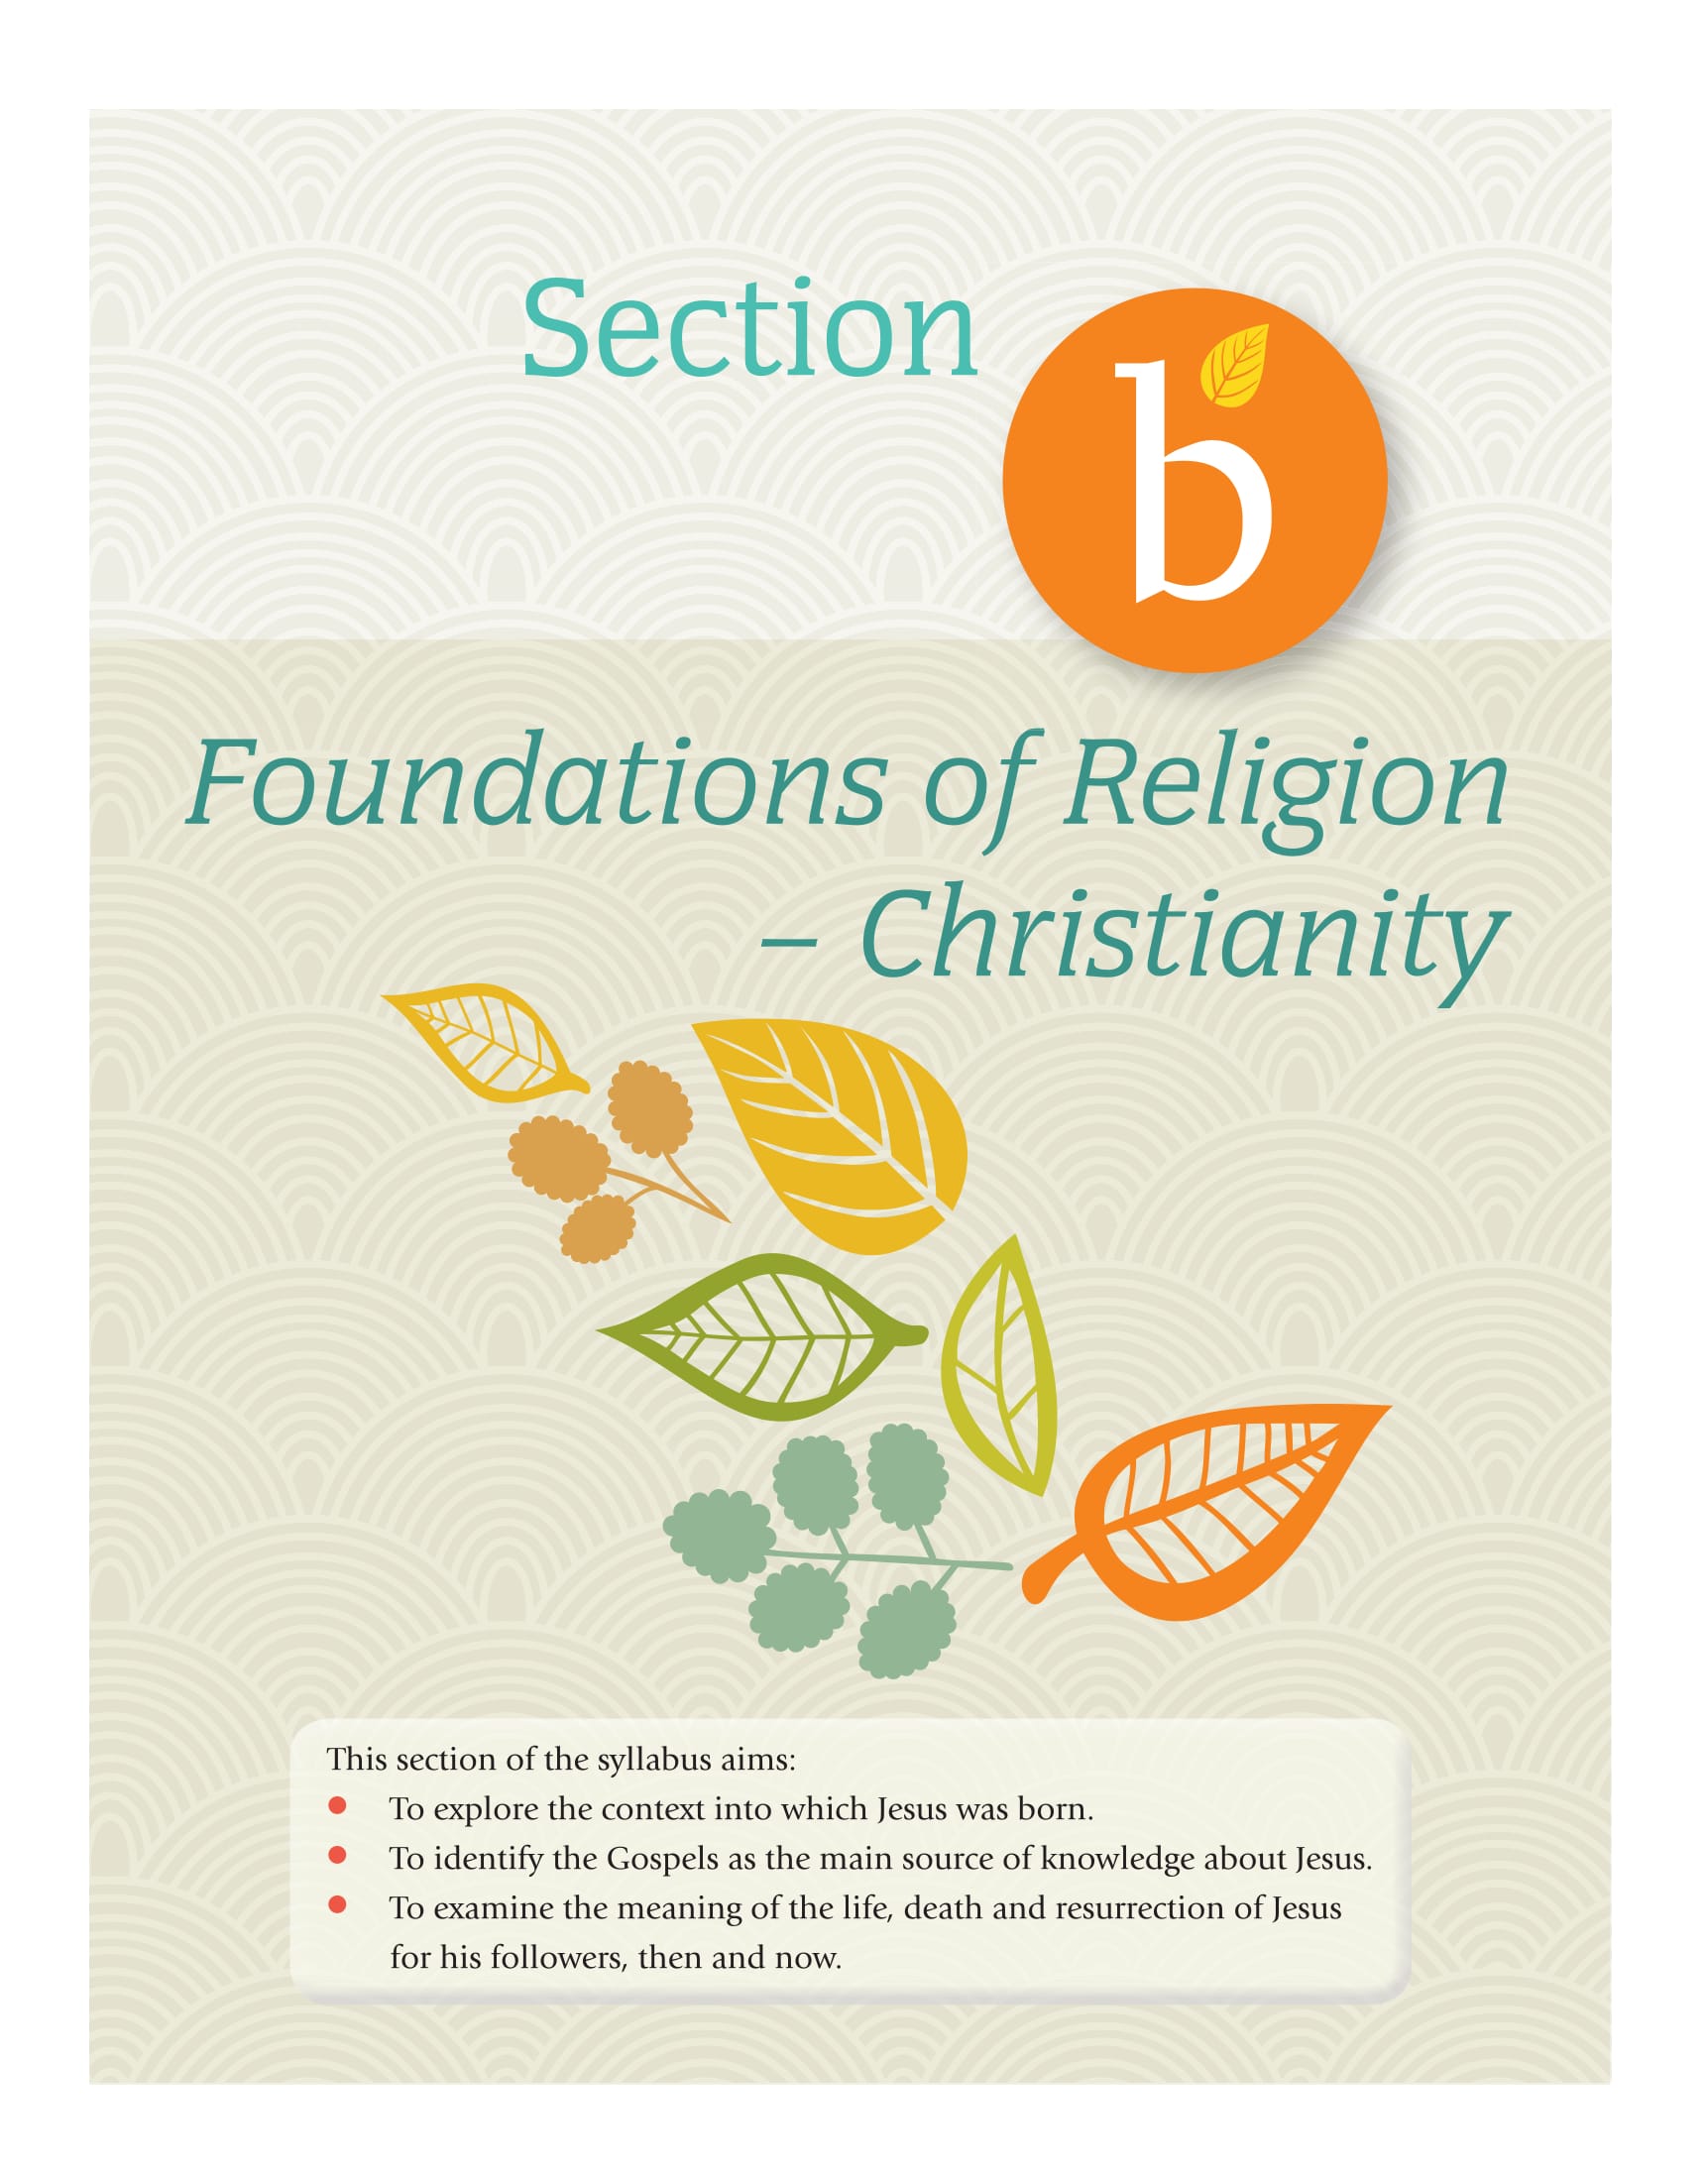 Section
b
Foundations of Religion
– Christianity
This section of the syllabus aims:
● To explore the context into which Jesus was born.
● To identify the Gospels as the main source of knowledge about Jesus.
● To examine the meaning of the life, death and resurrection of Jesus
for his followers, then and now.